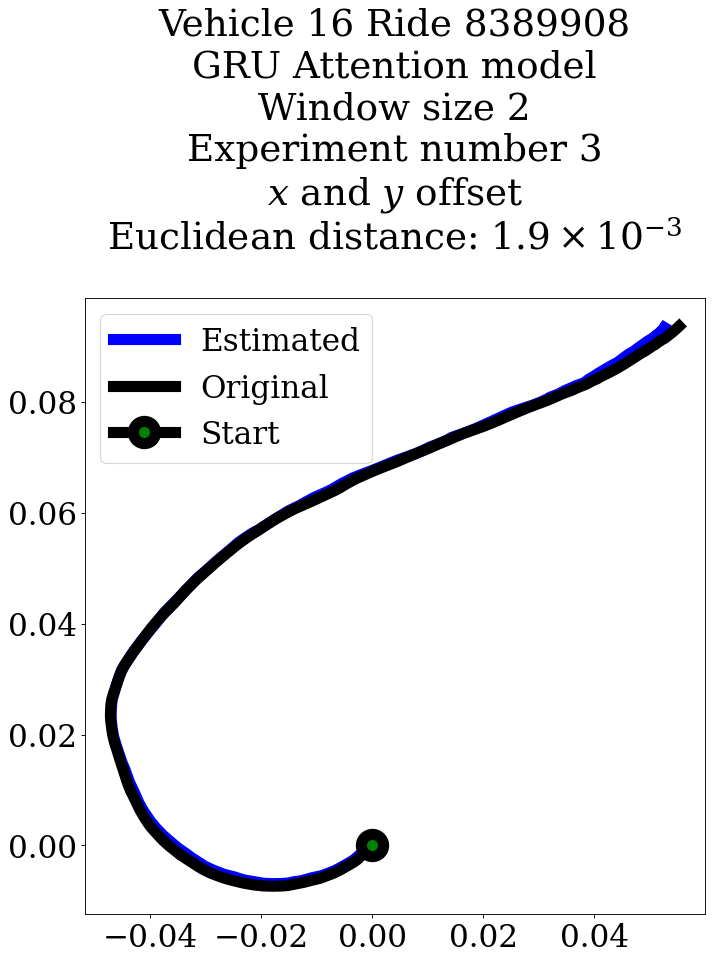 Vehicle 16 Ride 8389908
GRU Attention model
Window size 2
Experiment number 3
x and y offset
Euclidean distance: 1.9 × 10⁻³
Estimated
Original
Start
0.08
0.06
0.04
0.02
0.00
−0.04 −0.02 0.00 0.02 0.04